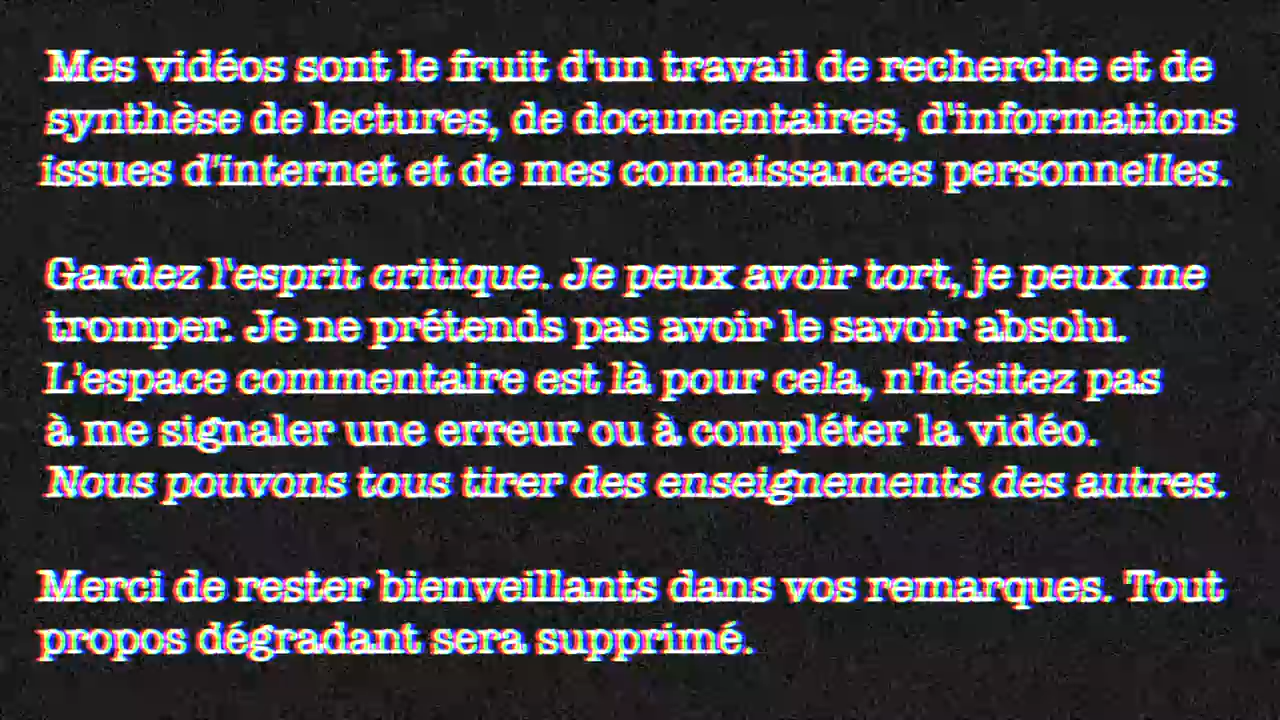 Mes vidéos sont le fruit d'un travail de recherche et de
synthèse de lectures, de documentaires, d'informations
issues d'internet et de mes connaissances personnelles.
Gardez l'esprit critique. Je peux avoir tort, je peux me
tromper. Je ne prétends pas avoir le savoir absolu.
L'espace commentaire est là pour cela, n'hésitez pas
à me signaler une erreur ou à compléter la vidéo.
Nous pouvons tous tirer des enseignements des autres.
Merci de rester bienveillants dans vos remarques. Tout
propos dégradant sera supprimé.